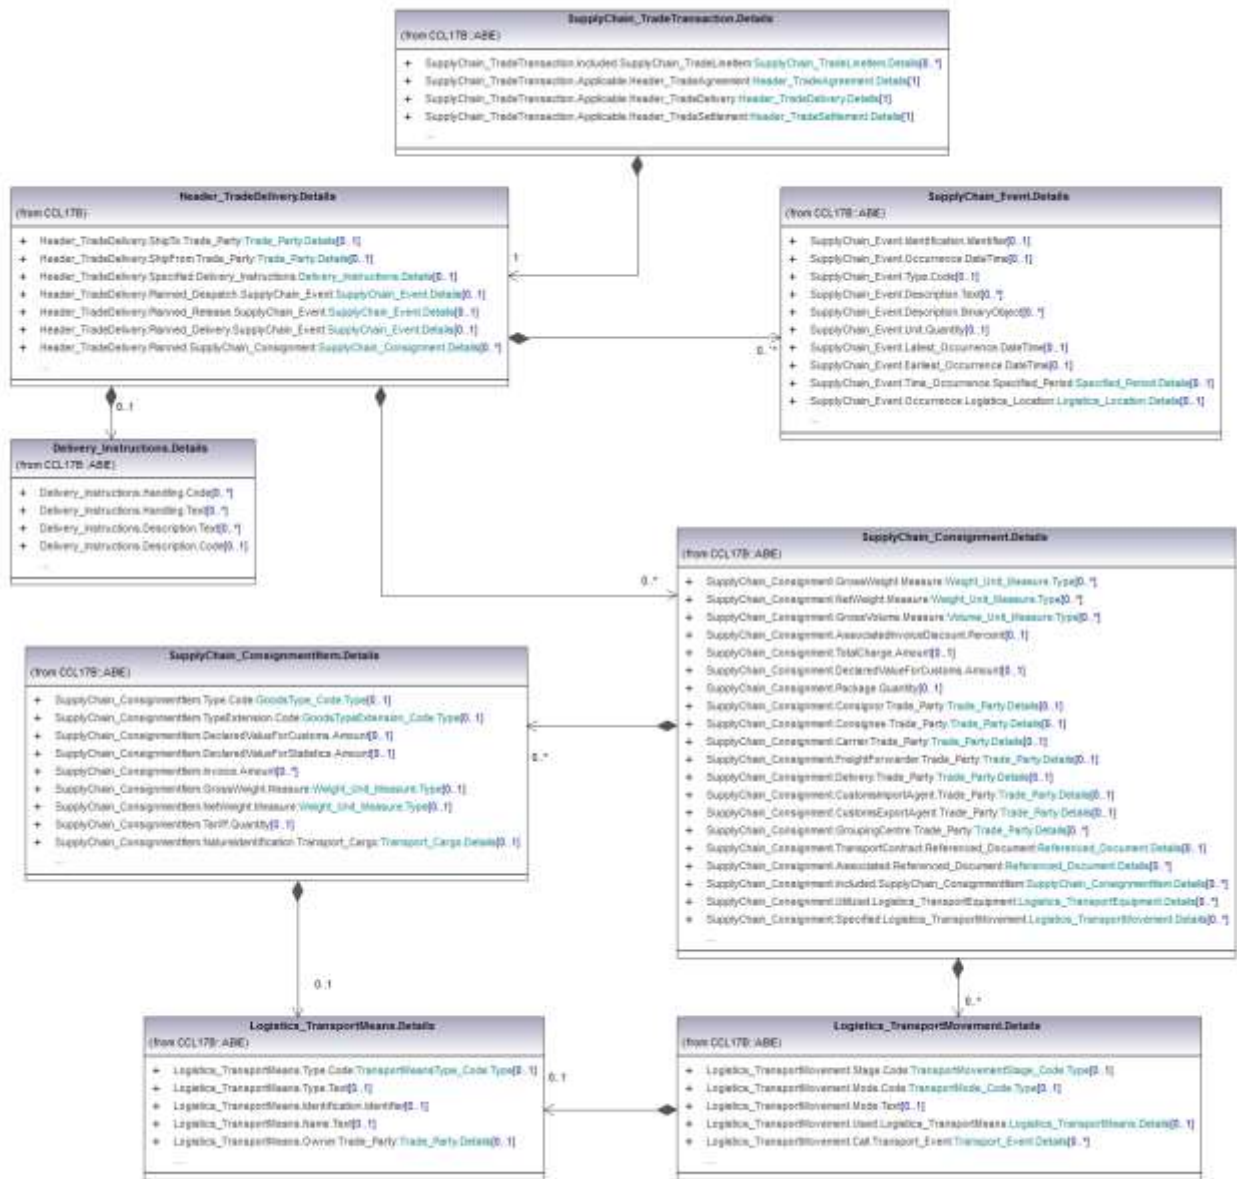 SupplyChain_TradeTransaction.Details
(from CCL17B::ABIE)
+ SupplyChain_TradeTransaction.Included.SupplyChain_TradeLineItem:SupplyChain_TradeLineItem.Details[0..*]
+ SupplyChain_TradeTransaction.Applicable.Header_TradeAgreement:Header_TradeAgreement.Details[1]
+ SupplyChain_TradeTransaction.Applicable.Header_TradeDelivery:Header_TradeDelivery.Details[1]
+ SupplyChain_TradeTransaction.Applicable.Header_TradeSettlement:Header_TradeSettlement.Details[1]
...
Header_TradeDelivery.Details
(from CCL17B)
+ Header_TradeDelivery.ShipTo.Trade_Party:Trade_Party.Details[0..1]
+ Header_TradeDelivery.ShipFrom.Trade_Party:Trade_Party.Details[0..1]
+ Header_TradeDelivery.Specified.Delivery_Instructions:Delivery_Instructions.Details[0..1]
+ Header_TradeDelivery.Planned_Despatch.SupplyChain_Event:SupplyChain_Event.Details[0..1]
+ Header_TradeDelivery.Planned_Release.SupplyChain_Event:SupplyChain_Event.Details[0..1]
+ Header_TradeDelivery.Planned_Delivery.SupplyChain_Event:SupplyChain_Event.Details[0..1]
+ Header_TradeDelivery.Planned.SupplyChain_Consignment:SupplyChain_Consignment.Details[0..*]
...
1
SupplyChain_Event.Details
(from CCL17B::ABIE)
+ SupplyChain_Event.Identification.Identifier[0..1]
+ SupplyChain_Event.Occurrence.DateTime[0..1]
+ SupplyChain_Event.Type.Code[0..1]
+ SupplyChain_Event.Description.Text[0..*]
+ SupplyChain_Event.Description.BinaryObject[0..*]
+ SupplyChain_Event.Unit.Quantity[0..1]
+ SupplyChain_Event.Latest_Occurrence.DateTime[0..1]
+ SupplyChain_Event.Earliest_Occurrence.DateTime[0..1]
+ SupplyChain_Event.Time_Occurrence.Specified_Period:Specified_Period.Details[0..1]
+ SupplyChain_Event.Occurrence.Logistics_Location:Logistics_Location.Details[0..1]
...
0..*
0..1
Delivery_Instructions.Details
(from CCL17B::ABIE)
+ Delivery_Instructions.Handling.Code[0..*]
+ Delivery_Instructions.Handling.Text[0..*]
+ Delivery_Instructions.Description.Text[0..*]
+ Delivery_Instructions.Description.Code[0..1]
...
0..*
SupplyChain_Consignment.Details
(from CCL17B::ABIE)
+ SupplyChain_Consignment.GrossWeight.Measure:Weight_Unit_Measure.Type[0..*]
+ SupplyChain_Consignment.NetWeight.Measure:Weight_Unit_Measure.Type[0..*]
+ SupplyChain_Consignment.GrossVolume.Measure:Volume_Unit_Measure.Type[0..*]
+ SupplyChain_Consignment.AssociatedInvoiceDiscount.Percent[0..1]
+ SupplyChain_Consignment.TotalCharge.Amount[0..1]
+ SupplyChain_Consignment.DeclaredValueForCustoms.Amount[0..1]
+ SupplyChain_Consignment.Package.Quantity[0..1]
+ SupplyChain_Consignment.Consignor.Trade_Party:Trade_Party.Details[0..1]
+ SupplyChain_Consignment.Consignee.Trade_Party:Trade_Party.Details[0..1]
+ SupplyChain_Consignment.Carrier.Trade_Party:Trade_Party.Details[0..1]
+ SupplyChain_Consignment.FreightForwarder.Trade_Party:Trade_Party.Details[0..1]
+ SupplyChain_Consignment.Delivery.Trade_Party:Trade_Party.Details[0..1]
+ SupplyChain_Consignment.CustomsImportAgent.Trade_Party:Trade_Party.Details[0..1]
+ SupplyChain_Consignment.CustomsExportAgent.Trade_Party:Trade_Party.Details[0..1]
+ SupplyChain_Consignment.GroupingCentre.Trade_Party:Trade_Party.Details[0..*]
+ SupplyChain_Consignment.TransportContract.Referenced_Document:Referenced_Document.Details[0..1]
+ SupplyChain_Consignment.Associated.Referenced_Document:Referenced_Document.Details[0..*]
+ SupplyChain_Consignment.Included.SupplyChain_ConsignmentItem:SupplyChain_ConsignmentItem.Details[0..*]
+ SupplyChain_Consignment.Utilized.Logistics_TransportEquipment:Logistics_TransportEquipment.Details[0..*]
+ SupplyChain_Consignment.Specified.Logistics_TransportMovement:Logistics_TransportMovement.Details[0..*]
...
SupplyChain_ConsignmentItem.Details
(from CCL17B::ABIE)
+ SupplyChain_ConsignmentItem.Type.Code:GoodsType_Code.Type[0..1]
+ SupplyChain_ConsignmentItem.TypeExtension.Code:GoodsTypeExtension_Code.Type[0..1]
+ SupplyChain_ConsignmentItem.DeclaredValueForCustoms.Amount[0..1]
+ SupplyChain_ConsignmentItem.DeclaredValueForStatistics.Amount[0..1]
+ SupplyChain_ConsignmentItem.Invoice.Amount[0..*]
+ SupplyChain_ConsignmentItem.GrossWeight.Measure:Weight_Unit_Measure.Type[0..1]
+ SupplyChain_ConsignmentItem.NetWeight.Measure:Weight_Unit_Measure.Type[0..1]
+ SupplyChain_ConsignmentItem.Tariff.Quantity[0..1]
+ SupplyChain_ConsignmentItem.NatureIdentification.Transport_Cargo:Transport_Cargo.Details[0..1]
...
0..*
0..1
0..*
Logistics_TransportMeans.Details
(from CCL17B::ABIE)
+ Logistics_TransportMeans.Type.Code:TransportMeansType_Code.Type[0..1]
+ Logistics_TransportMeans.Type.Text[0..1]
+ Logistics_TransportMeans.Identification.Identifier[0..1]
+ Logistics_TransportMeans.Name.Text[0..1]
+ Logistics_TransportMeans.Owner.Trade_Party:Trade_Party.Details[0..1]
...
0..1
Logistics_TransportMovement.Details
(from CCL17B::ABIE)
+ Logistics_TransportMovement.Stage.Code:TransportMovementStage_Code.Type[0..1]
+ Logistics_TransportMovement.Mode.Code:TransportMode_Code.Type[0..1]
+ Logistics_TransportMovement.Mode.Text[0..1]
+ Logistics_TransportMovement.Used.Logistics_TransportMeans:Logistics_TransportMeans.Details[0..1]
+ Logistics_TransportMovement.Call.Transport_Event:Transport_Event.Details[0..*]
...